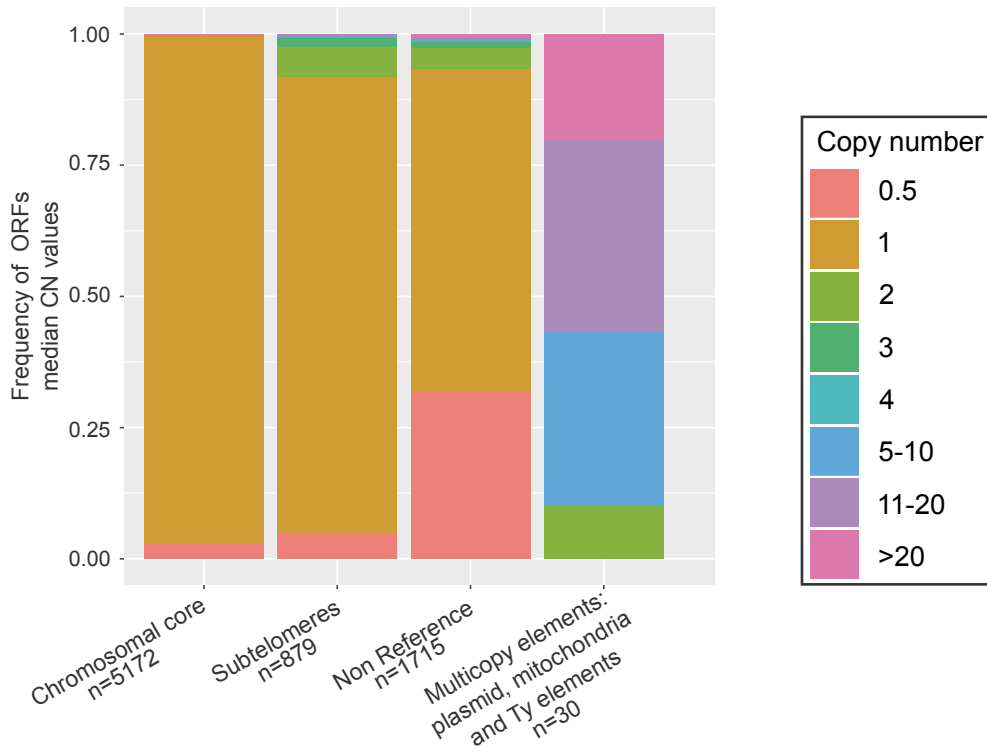 Frequency of ORFs
median CN values
1.00
0.75
0.50
0.25
0.00
Chromosomal core
n=5172
Subtelomeres
n=879
Non Reference
n=1715
Multicopy elements:
plasmid, mitochondria
and Ty elements
n=30
Copy number
0.5
1
2
3
4
5-10
11-20
>20